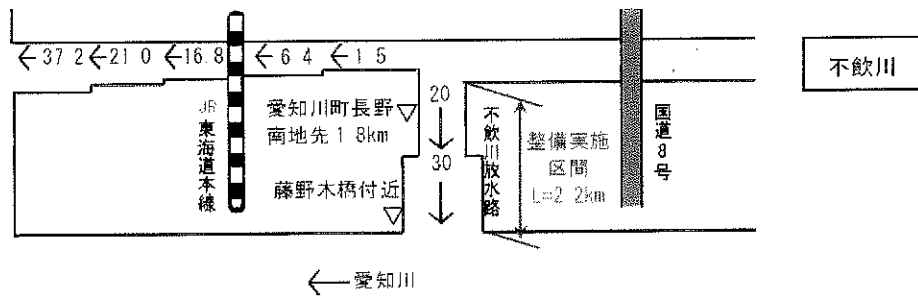 ←37 2←21 0←16.8 ←6 4 ←1 5
不飲川
JR東海道本線
愛知川町長野
南地先1 8km
藤野木橋付近
20
30
不飲川放水路
整備実施
区間
L=2 2km
国道8号
←愛知川